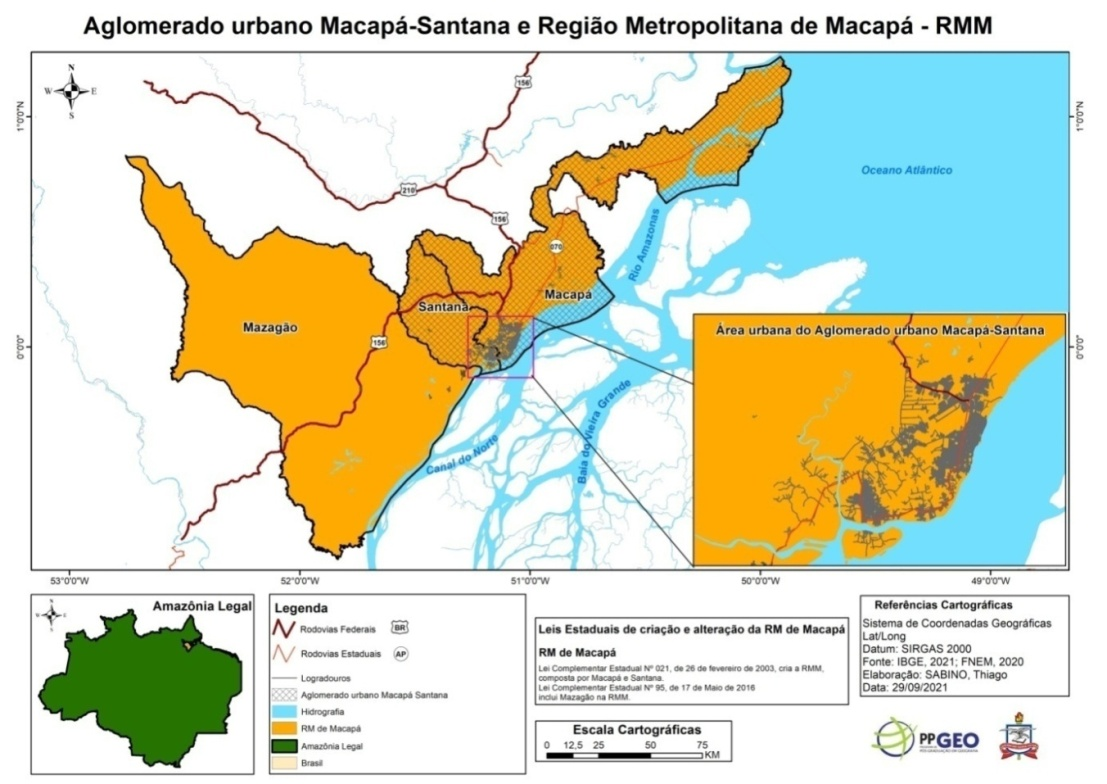 Aglomerado urbano Macapá-Santana e Região Metropolitana de Macapá - RMM
N
W E
S
156
Oceano Atlântico
210
156
070
Rio Amazonas
Macapá
Santana
Mazagão
156
Canal do Norte
Baia do Vieira Grande
Área urbana do Aglomerado urbano Macapá-Santana
1°0'0"N
0°0'0"
1°0'0"N
0°0'0"
53°0'0"W
52°0'0"W
51°0'0"W
50°0'0"W
49°0'0"W
Amazônia Legal
Legenda
Rodovias Federais BR
Rodovias Estaduais AP
Logradouros
Aglomerado urbano Macapá Santana
Hidrografia
RM de Macapá
Amazônia Legal
Brasil
Leis Estaduais de criação e alteração da RM de Macapá
RM de Macapá
Lei Complementar Estadual Nº 021, de 26 de fevereiro de 2003, cria a RMM,
composta por Macapá e Santana.
Lei Complementar Estadual Nº 95, de 17 de Maio de 2016
inclui Mazagão na RMM.
Escala Cartográficas
0 12,5 25 50 75
KM
Referências Cartográficas
Sistema de Coordenadas Geográficas
Lat/Long
Datum: SIRGAS 2000
Fonte: IBGE, 2021; FNEM, 2020
Elaboração: SABINO, Thiago
Data: 29/09/2021
PPGEO